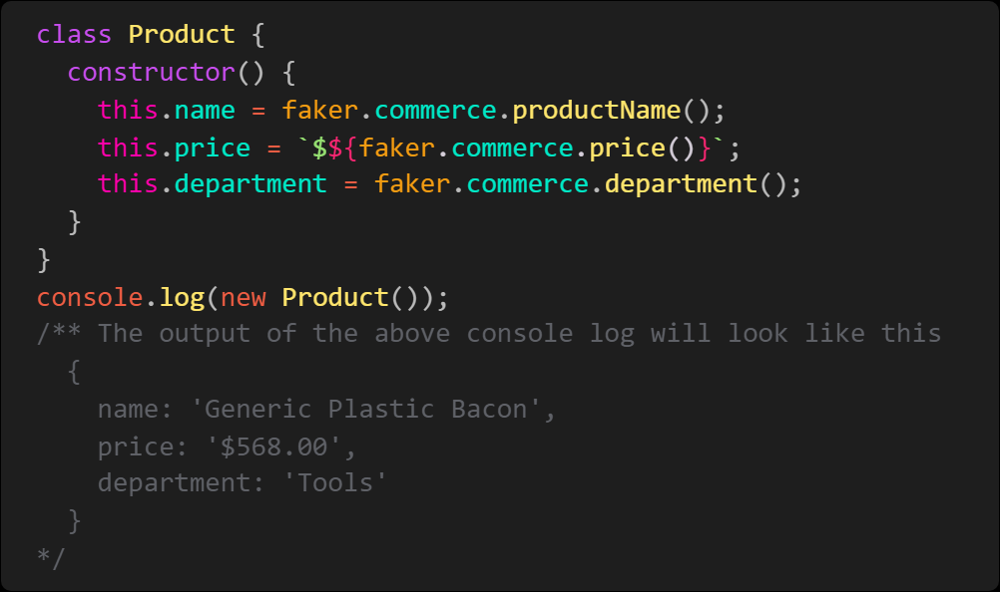 class Product {
  constructor() {
    this.name = faker.commerce.productName();
    this.price = `$${faker.commerce.price()}`;
    this.department = faker.commerce.department();
  }
}
console.log(new Product());
/** The output of the above console log will look like this
  {
    name: 'Generic Plastic Bacon',
    price: '$568.00',
    department: 'Tools'
  }
*/